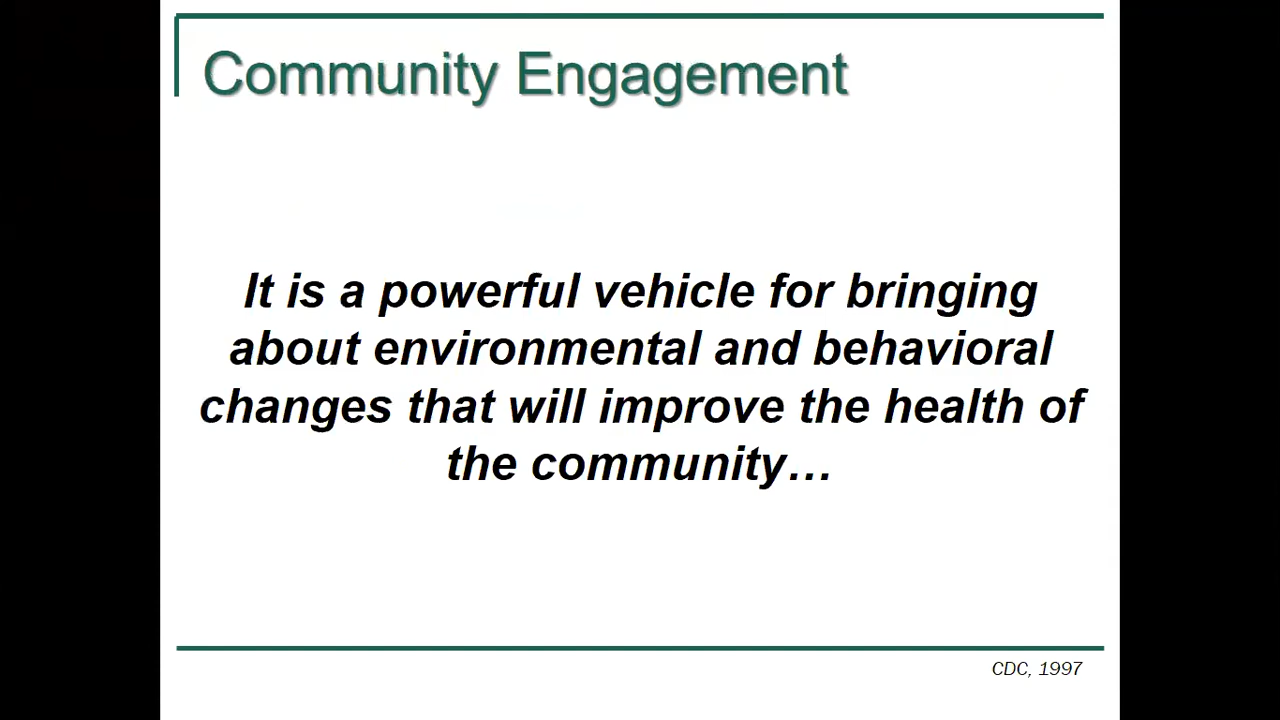 Community Engagement
It is a powerful vehicle for bringing
about environmental and behavioral
changes that will improve the health of
the community…
CDC, 1997